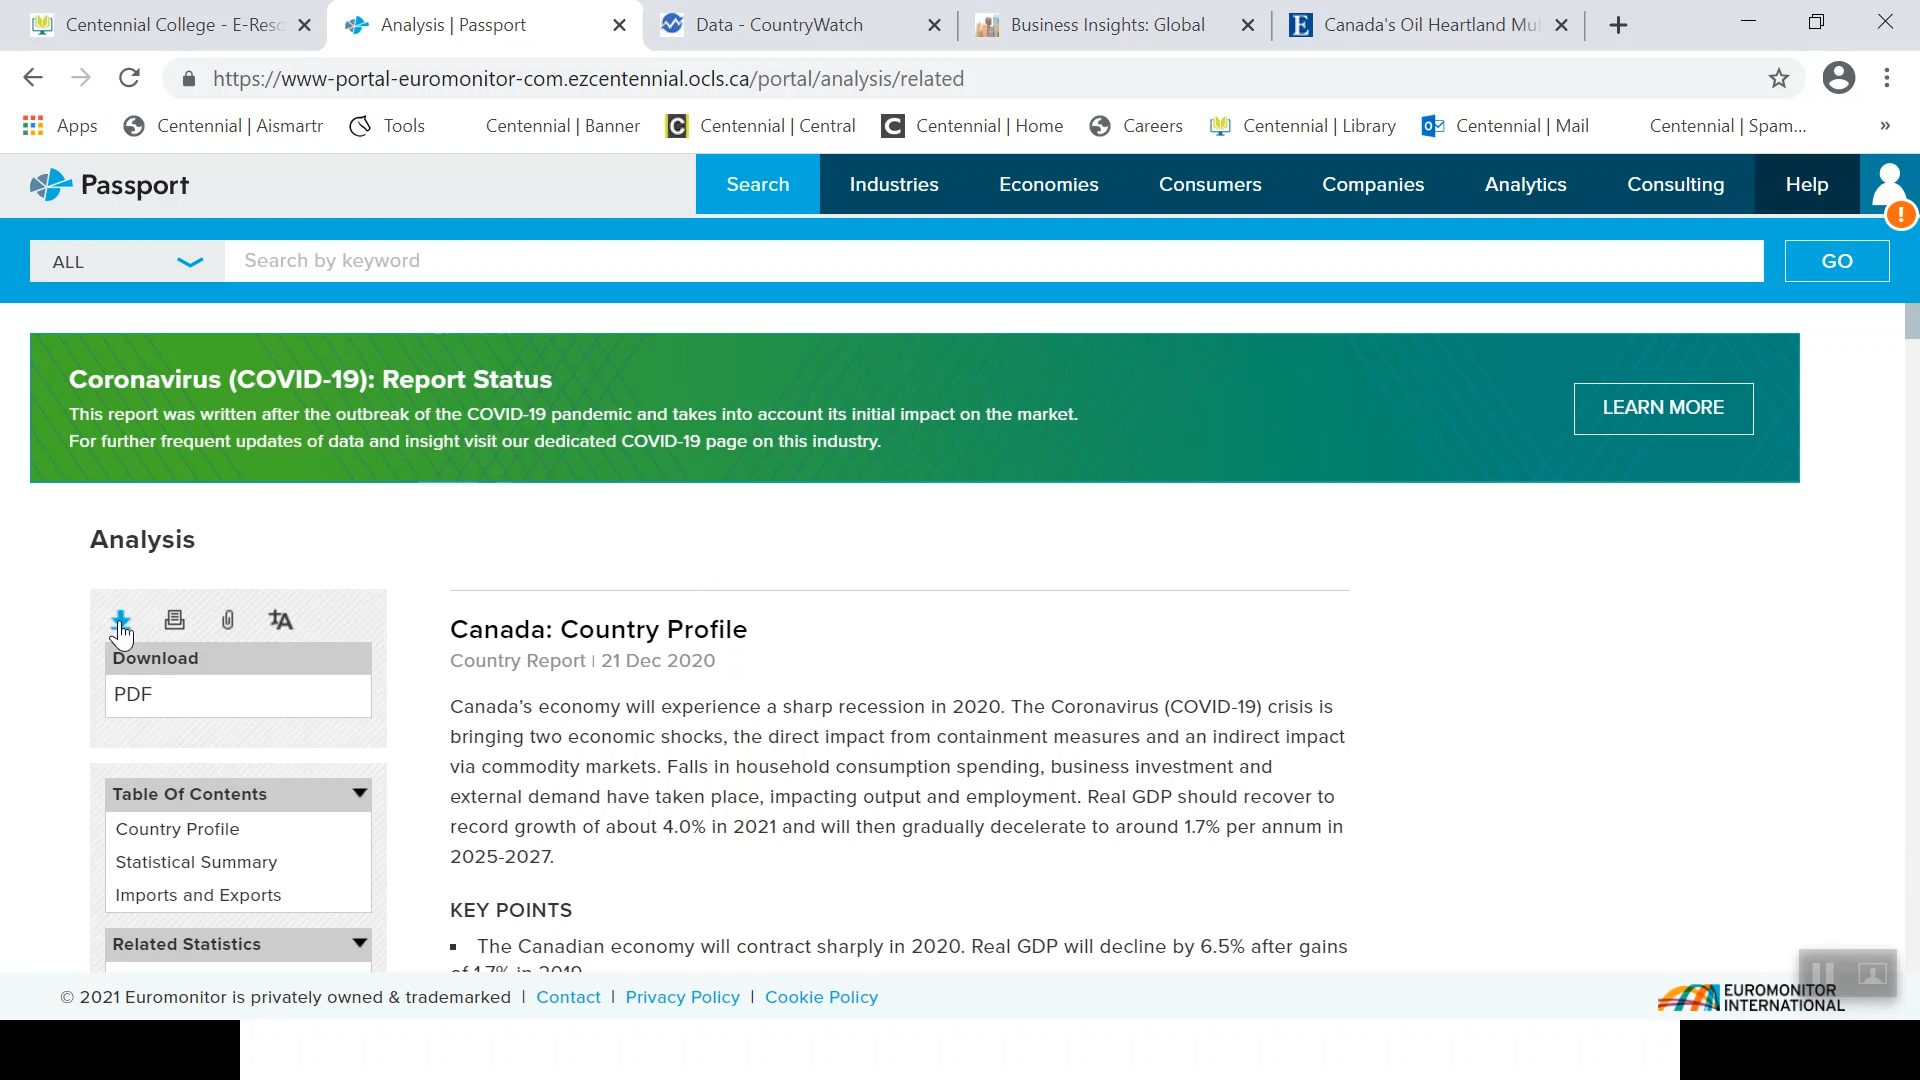 Centennial College - E-Reso
Analysis | Passport
Data - CountryWatch
Business Insights: Global
Canada's Oil Heartland Mul
https://www-portal-euromonitor-com.ezcentennial.ocls.ca/portal/analysis/related
Apps
Centennial | Aismartr
Tools
Centennial | Banner
Centennial | Central
Centennial | Home
Careers
Centennial | Library
Centennial | Mail
Centennial | Spam...
»
Passport
Search
Industries
Economies
Consumers
Companies
Analytics
Consulting
Help
!
ALL
Search by keyword
GO
Coronavirus (COVID-19): Report Status
This report was written after the outbreak of the COVID-19 pandemic and takes into account its initial impact on the market.
For further frequent updates of data and insight visit our dedicated COVID-19 page on this industry.
LEARN MORE
Analysis
Download
PDF
Table Of Contents
Country Profile
Statistical Summary
Imports and Exports
Related Statistics
Canada: Country Profile
Country Report | 21 Dec 2020
Canada’s economy will experience a sharp recession in 2020. The Coronavirus (COVID-19) crisis is
bringing two economic shocks, the direct impact from containment measures and an indirect impact
via commodity markets. Falls in household consumption spending, business investment and
external demand have taken place, impacting output and employment. Real GDP should recover to
record growth of about 4.0% in 2021 and will then gradually decelerate to around 1.7% per annum in
2025-2027.
KEY POINTS
▪ The Canadian economy will contract sharply in 2020. Real GDP will decline by 6.5% after gains
of 1.7% in 2019
© 2021 Euromonitor is privately owned & trademarked | Contact | Privacy Policy | Cookie Policy
EUROMONITOR
INTERNATIONAL